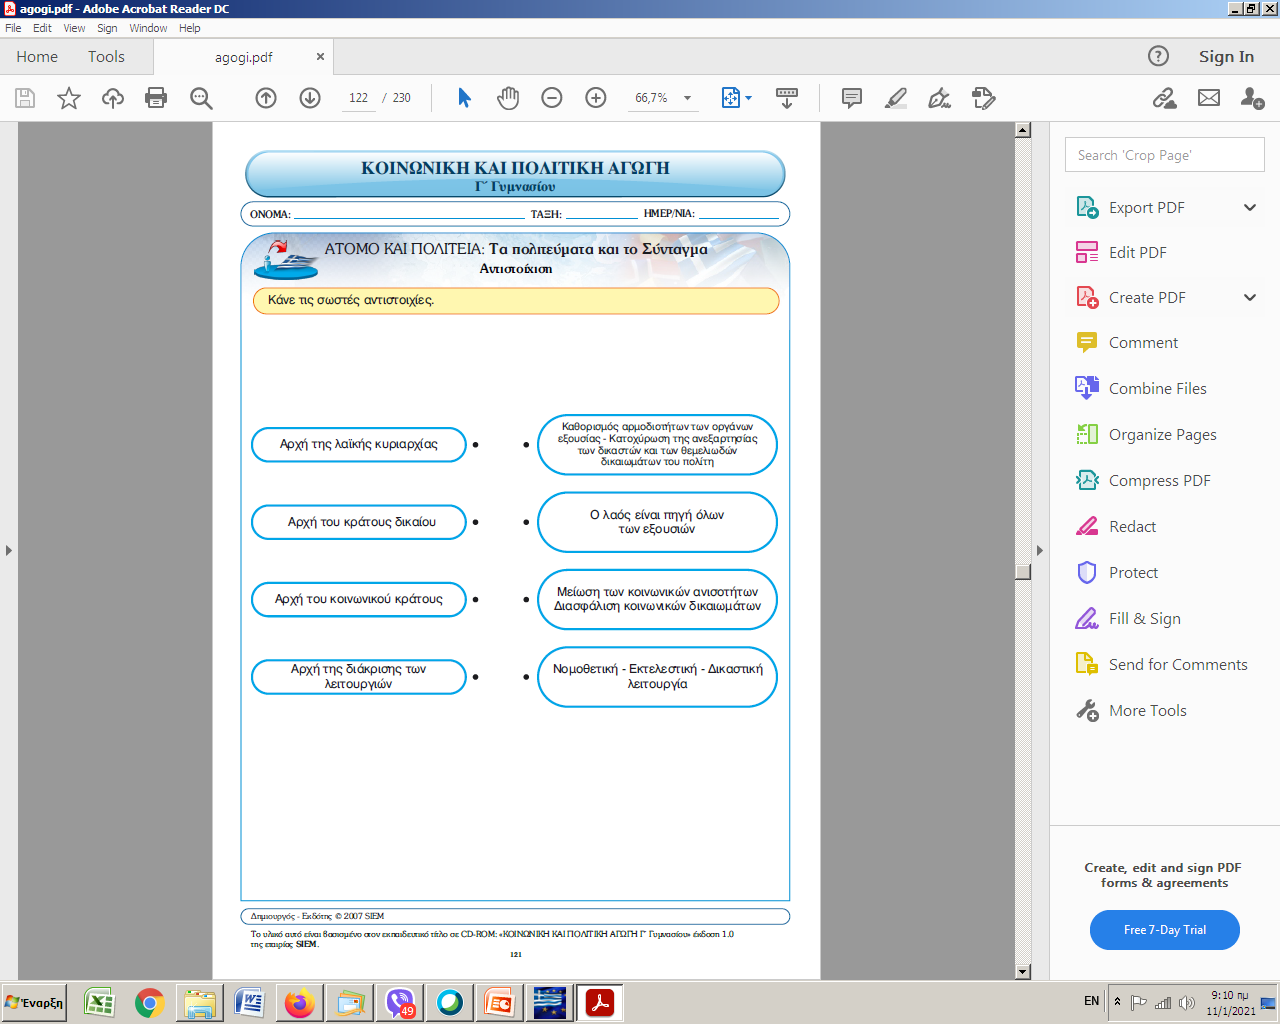 agogi.pdf - Adobe Acrobat Reader DC
File Edit View Sign Window Help
Home Tools agogi.pdf × Sign In
122 / 230 66,7%
ΚΟΙΝΩΝΙΚΗ ΚΑΙ ΠΟΛΙΤΙΚΗ ΑΓΩΓΗ
Γ΄ Γυμνασίου
ΟΝΟΜΑ: ΤΑΞΗ: ΗΜΕΡ/ΝΙΑ:
ΑΤΟΜΟ ΚΑΙ ΠΟΛΙΤΕΙΑ: Τα πολιτεύματα και το Σύνταγμα
Αντιστοίχιση
Κάνε τις σωστές αντιστοιχίες.
Αρχή της λαϊκής κυριαρχίας
Καθορισμός αρμοδιοτήτων των οργάνων
εξουσίας - Κατοχύρωση της ανεξαρτησίας
των δικαστών και των θεμελιωδών
δικαιωμάτων του πολίτη
Αρχή του κράτους δικαίου
Ο λαός είναι πηγή όλων
των εξουσιών
Αρχή του κοινωνικού κράτους
Μείωση των κοινωνικών ανισοτήτων
Διασφάλιση κοινωνικών δικαιωμάτων
Αρχή της διάκρισης των
λειτουργιών
Νομοθετική - Εκτελεστική - Δικαστική
λειτουργία
Δημιουργός - Εκδότης © 2007 SIEM
Το υλικό αυτό είναι βασισμένο στον εκπαιδευτικό τίτλο σε CD-ROM: «ΚΟΙΝΩΝΙΚΗ ΚΑΙ ΠΟΛΙΤΙΚΗ ΑΓΩΓΗ Γ΄ Γυμνασίου» έκδοση 1.0
της εταιρίας SIEM.
121
Search 'Crop Page'
Export PDF
Edit PDF
Create PDF
Comment
Combine Files
Organize Pages
Compress PDF
Redact
Protect
Fill & Sign
Send for Comments
More Tools
Create, edit and sign PDF
forms & agreements
Free 7-Day Trial
Έναρξη
49
EN
9:10 πμ
11/1/2021